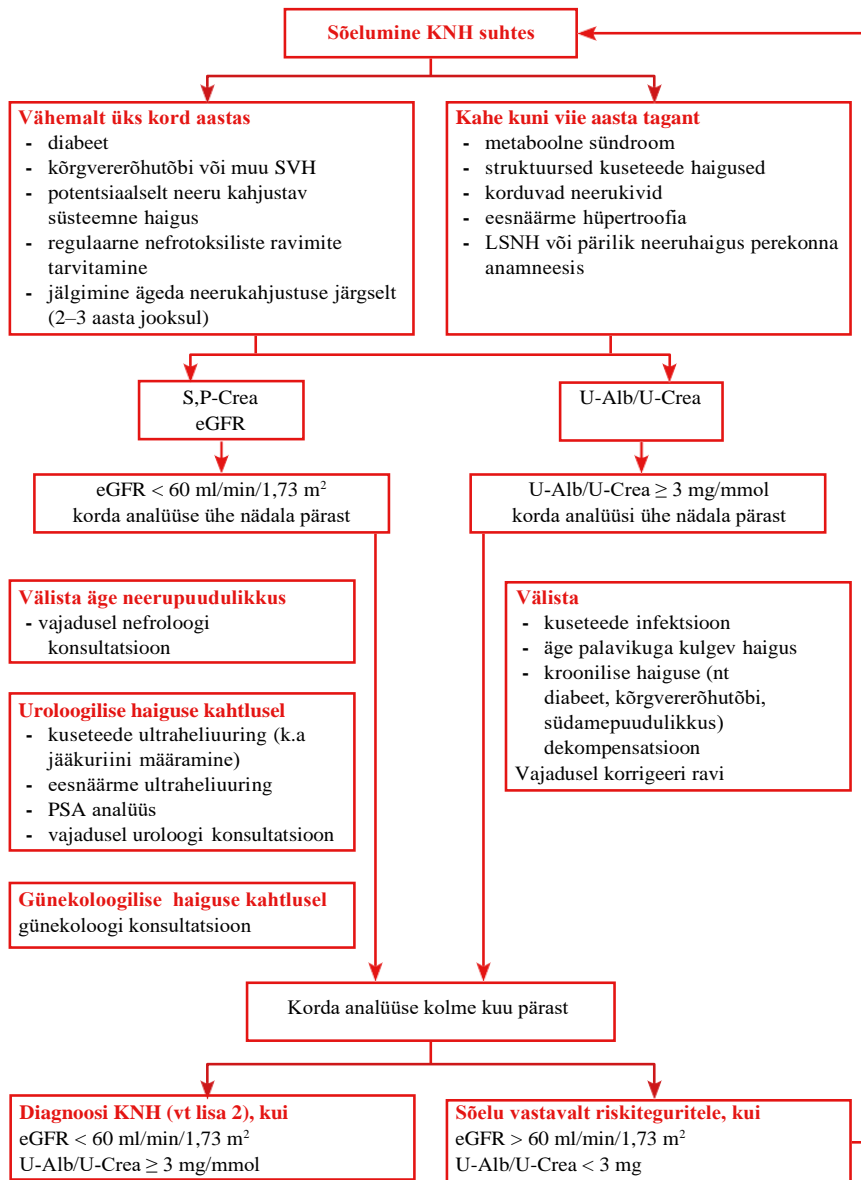 Sõelumine KNH suhtes
Vähemalt üks kord aastas
- diabeet
- kõrgvererõhutõbi või muu SVH
- potentsiaalselt neeru kahjustav
süsteemne haigus
- regulaarne nefrotoksiliste ravimite
tarvitamine
- jälgimine ägeda neerukahjustuse järgselt
(2–3 aasta jooksul)
Kahe kuni viie aasta tagant
- metaboolne sündroom
- struktuursed kuseteede haigused
- korduvad neerukivid
- eesnäärme hüpertroofia
- LSNH või pärilik neeruhaigus perekonna
anamneesis
S,P-Crea
eGFR
U-Alb/U-Crea
eGFR < 60 ml/min/1,73 m²
korda analüüse ühe nädala pärast
U-Alb/U-Crea ≥ 3 mg/mmol
korda analüüsi ühe nädala pärast
Välista äge neerupuudulikkus
- vajadusel nefroloogi
konsultatsioon
Uroloogilise haiguse kahtlusel
- kuseteede ultraheliuuring (k.a
jääkuriini määramine)
- eesnäärme ultraheliuuring
- PSA analüüs
- vajadusel uroloogi konsultatsioon
Günekoloogilise haiguse kahtlusel
günekoloogi konsultatsioon
Välista
- kuseteede infektsioon
- äge palavikuga kulgev haigus
- kroonilise haiguse (nt
diabeet, kõrgvererõhutõbi,
südamepuudulikkus)
dekompensatsioon
Vajadusel korrigeeri ravi
Korda analüüse kolme kuu pärast
Diagnoosi KNH (vt lisa 2), kui
eGFR < 60 ml/min/1,73 m²
U-Alb/U-Crea ≥ 3 mg/mmol
Sõelu vastavalt riskiteguritele, kui
eGFR > 60 ml/min/1,73 m²
U-Alb/U-Crea < 3 mg